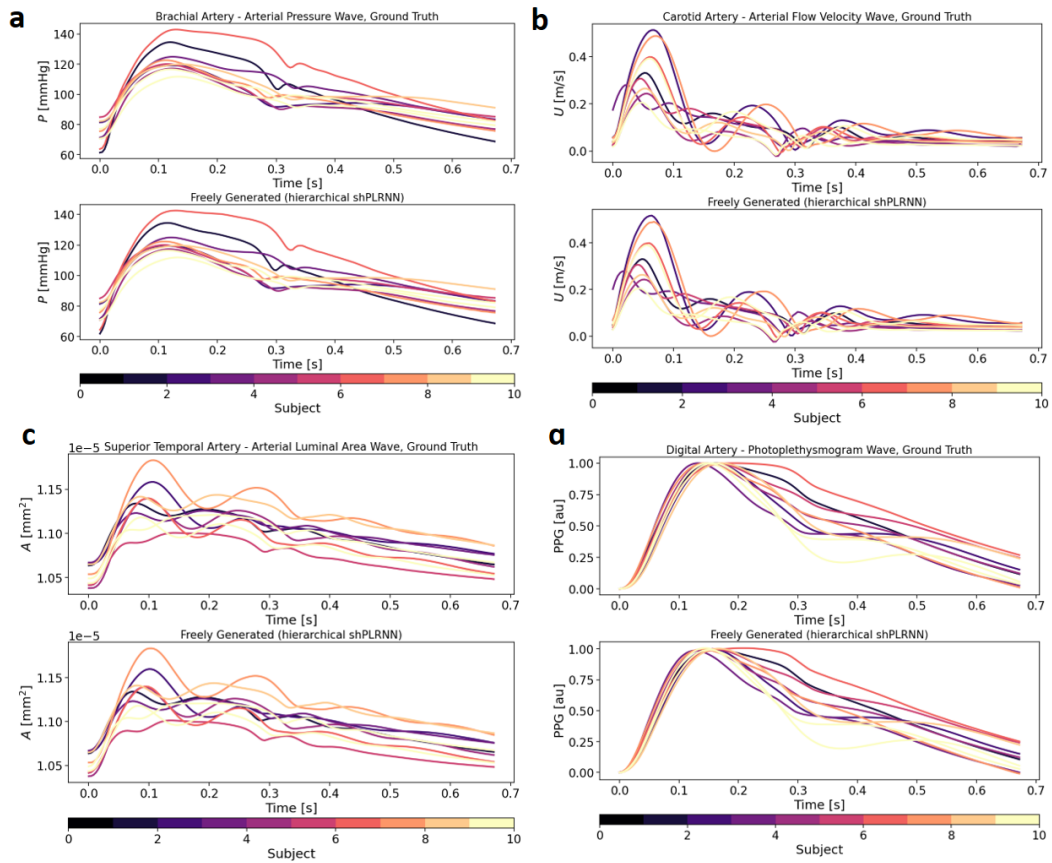 a
Brachial Artery - Arterial Pressure Wave, Ground Truth
140
120
100
80
60
P [mmHg]
0.0 0.1 0.2 0.3 0.4 0.5 0.6 0.7
Time [s]
Freely Generated (hierarchical shPLRNN)
140
120
100
80
60
P [mmHg]
0.0 0.1 0.2 0.3 0.4 0.5 0.6 0.7
Time [s]
0 2 4 6 8 10
Subject
b
Carotid Artery - Arterial Flow Velocity Wave, Ground Truth
0.4
0.2
0.0
U [m/s]
0.0 0.1 0.2 0.3 0.4 0.5 0.6 0.7
Time [s]
Freely Generated (hierarchical shPLRNN)
0.4
0.2
0.0
U [m/s]
0.0 0.1 0.2 0.3 0.4 0.5 0.6 0.7
Time [s]
0 2 4 6 8 10
Subject
c
Superior Temporal Artery - Arterial Luminal Area Wave, Ground Truth
1e-5
1.15
1.10
1.05
A [mm²]
0.0 0.1 0.2 0.3 0.4 0.5 0.6 0.7
Time [s]
Freely Generated (hierarchical shPLRNN)
1e-5
1.15
1.10
1.05
A [mm²]
0.0 0.1 0.2 0.3 0.4 0.5 0.6 0.7
Time [s]
0 2 4 6 8 10
Subject
d
Digital Artery - Photoplethysmogram Wave, Ground Truth
1.00
0.75
0.50
0.25
0.00
PPG [au]
0.0 0.1 0.2 0.3 0.4 0.5 0.6 0.7
Time [s]
Freely Generated (hierarchical shPLRNN)
1.00
0.75
0.50
0.25
0.00
PPG [au]
0.0 0.1 0.2 0.3 0.4 0.5 0.6 0.7
Time [s]
0 2 4 6 8 10
Subject